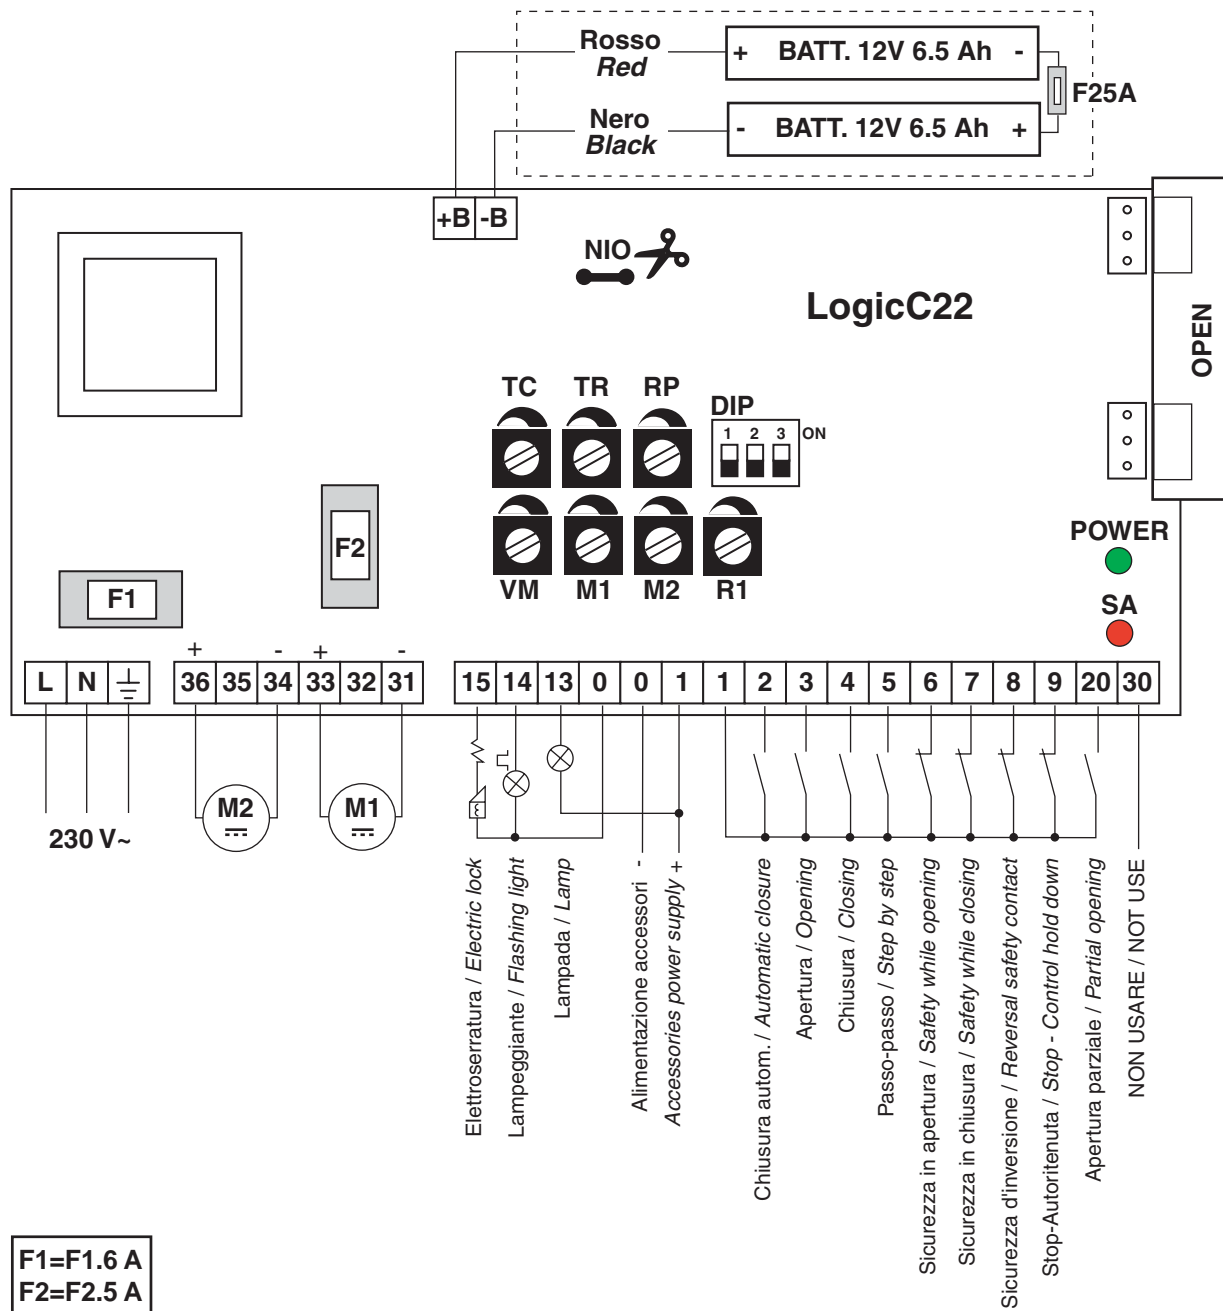 Rosso
Red
+ BATT. 12V 6.5 Ah -
F25A
Nero
Black
- BATT. 12V 6.5 Ah +
+B -B
NIO
LogicC22
OPEN
TC TR RP
DIP
1 2 3 ON
VM M1 M2 R1
POWER
SA
F1
F2
+ - + -
L N
36 35 34 33 32 31
15 14 13 0 0 1
1 2 3 4 5 6 7 8 9 20 30
230 V~
M2
M1
Elettroserratura / Electric lock
Lampeggiante / Flashing light
Lampada / Lamp
Alimentazione accessori -
Accessories power supply +
Chiusura autom. / Automatic closure
Apertura / Opening
Chiusura / Closing
Passo-passo / Step by step
Sicurezza in apertura / Safety while opening
Sicurezza in chiusura / Safety while closing
Sicurezza d'inversione / Reversal safety contact
Stop-Autoritenuta / Stop - Control hold down
Apertura parziale / Partial opening
NON USARE / NOT USE
F1=F1.6 A
F2=F2.5 A